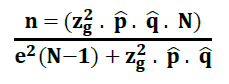 n = (z_g^2 . p̂ . q̂ . N)
e^2 (N−1) + z_g^2 . p̂ . q̂